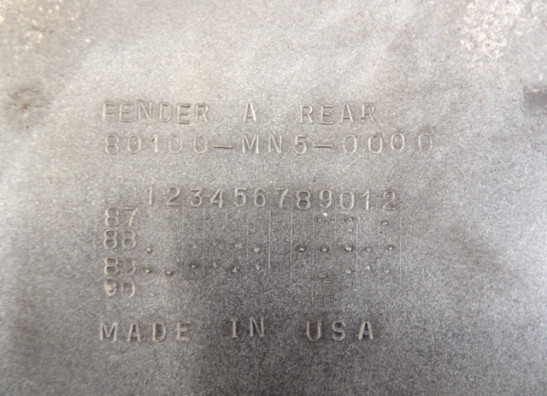 FENDER A REAR
80100-MN5-0000
123456789012
87
88
89
90
MADE IN USA